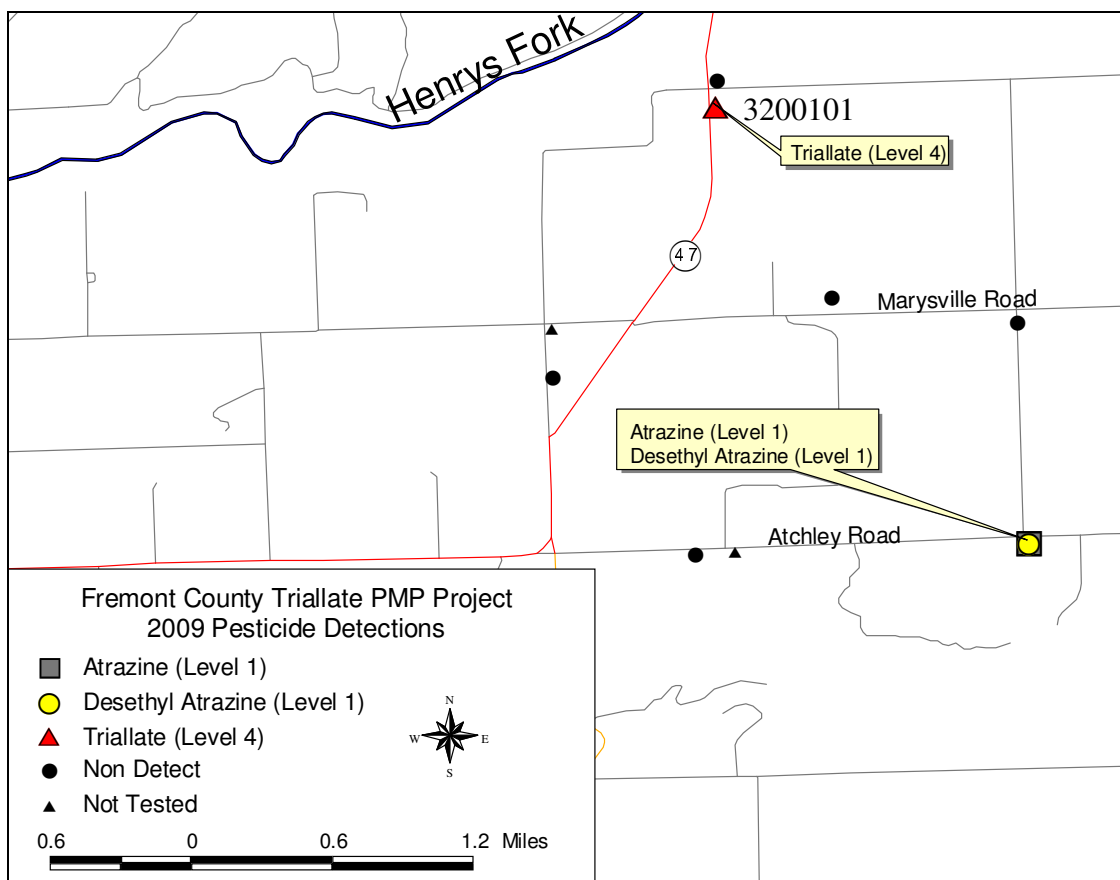 Henrys Fork
3200101
Triallate (Level 4)
47
Marysville Road
Atrazine (Level 1)
Desethyl Atrazine (Level 1)
Atchley Road
Fremont County Triallate PMP Project
2009 Pesticide Detections
Atrazine (Level 1)
Desethyl Atrazine (Level 1)
Triallate (Level 4)
Non Detect
Not Tested
N
W E
S
0.6 0 0.6 1.2 Miles